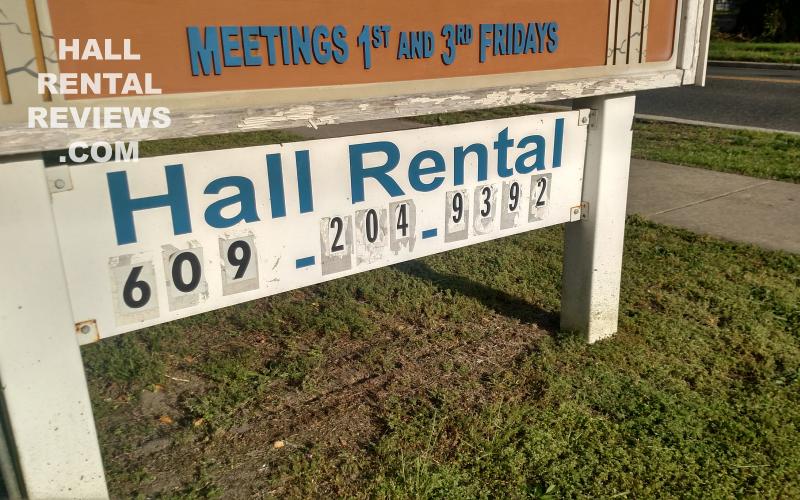 MEETINGS 1ST AND 3RD FRIDAYS
HALL
RENTAL
REVIEWS
.COM
Hall Rental
609-204-9392